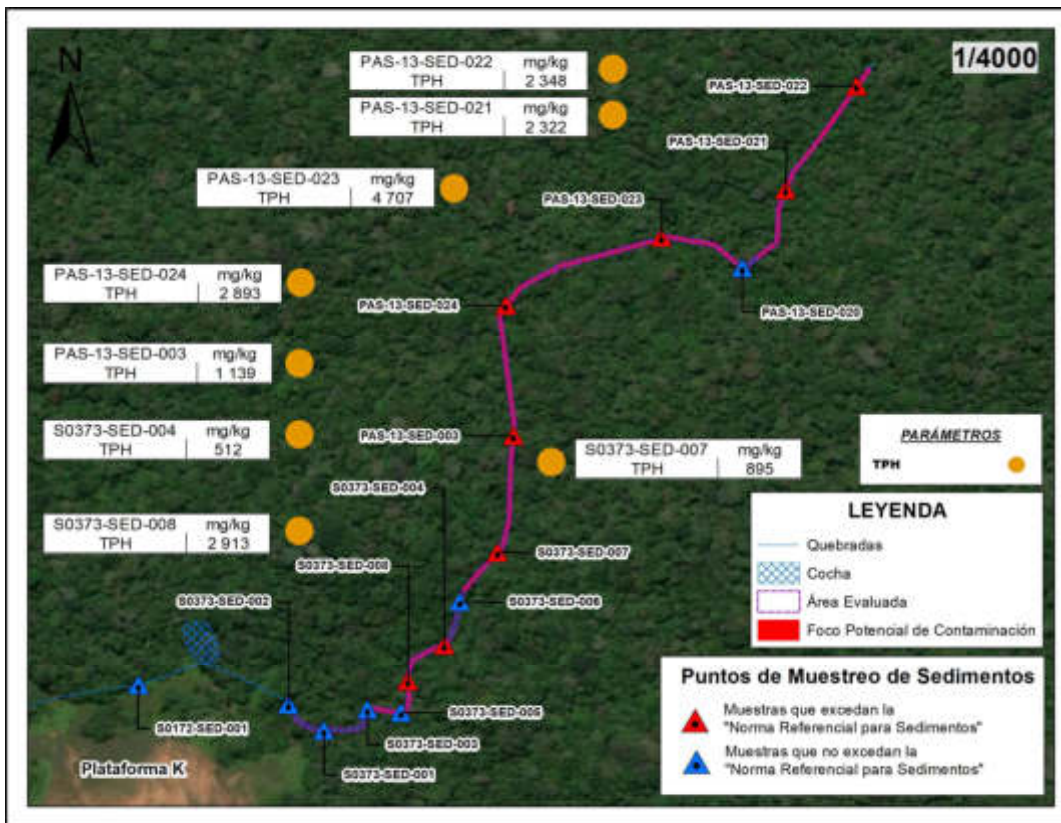 N
1/4000
PAS-13-SED-022 mg/kg
TPH 2 348
PAS-13-SED-021 mg/kg
TPH 2 322
PAS-13-SED-023 mg/kg
TPH 4 707
PAS-13-SED-024 mg/kg
TPH 2 893
PAS-13-SED-003 mg/kg
TPH 1 139
S0373-SED-004 mg/kg
TPH 512
S0373-SED-008 mg/kg
TPH 2 913
S0373-SED-007 mg/kg
TPH 895
PAS-13-SED-022
PAS-13-SED-021
PAS-13-SED-023
PAS-13-SED-020
PAS-13-SED-024
PAS-13-SED-003
S0373-SED-004
S0373-SED-007
S0373-SED-008
S0373-SED-006
S0373-SED-002
S0373-SED-005
S0172-SED-001
S0373-SED-003
S0373-SED-001
Plataforma K
PARÁMETROS
TPH
LEYENDA
Quebradas
Cocha
Área Evaluada
Foco Potencial de Contaminación
Puntos de Muestreo de Sedimentos
Muestras que excedan la
"Norma Referencial para Sedimentos"
Muestras que no excedan la
"Norma Referencial para Sedimentos"